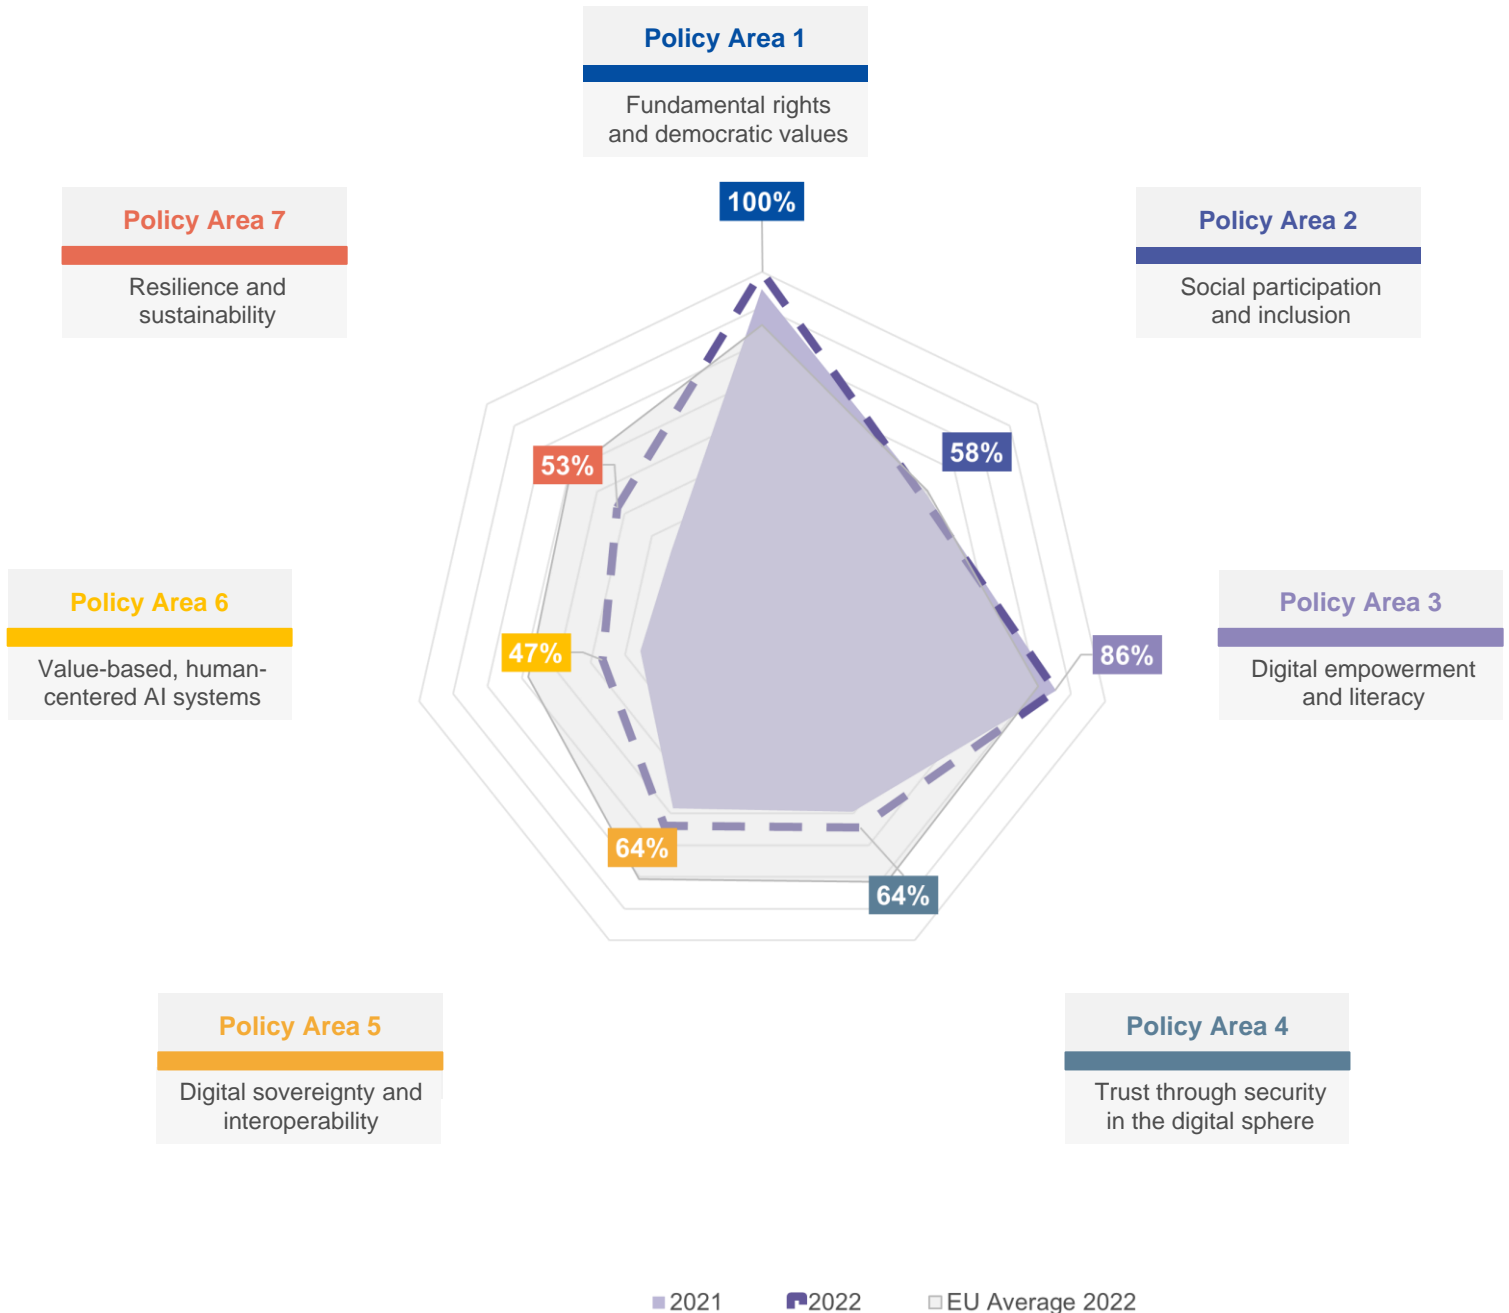 Policy Area 1
Fundamental rights
and democratic values
100%
Policy Area 7
Resilience and
sustainability
Policy Area 2
Social participation
and inclusion
53%
58%
Policy Area 6
Value-based, human-
centered AI systems
47%
86%
Policy Area 3
Digital empowerment
and literacy
64%
64%
Policy Area 5
Digital sovereignty and
interoperability
Policy Area 4
Trust through security
in the digital sphere
2021
2022
EU Average 2022